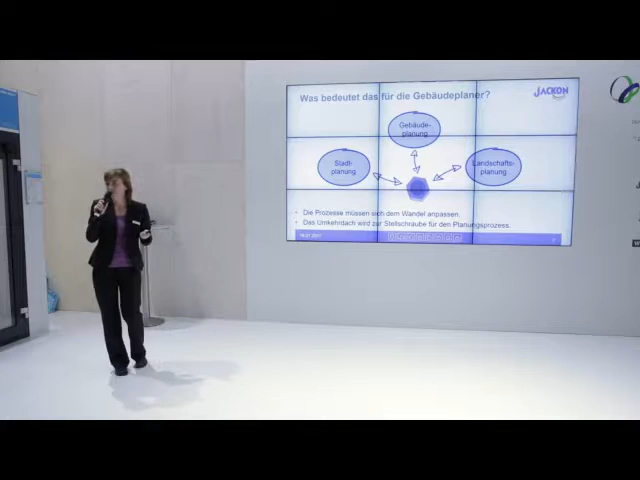 Was bedeutet das für die Gebäudeplaner?
JACKON
Gebäude-
planung
Stadt-
planung
Landschafts-
planung
• Die Prozesse müssen sich dem Wandel anpassen.
• Das Umkehrdach wird zur Stellschraube für den Planungsprozess.